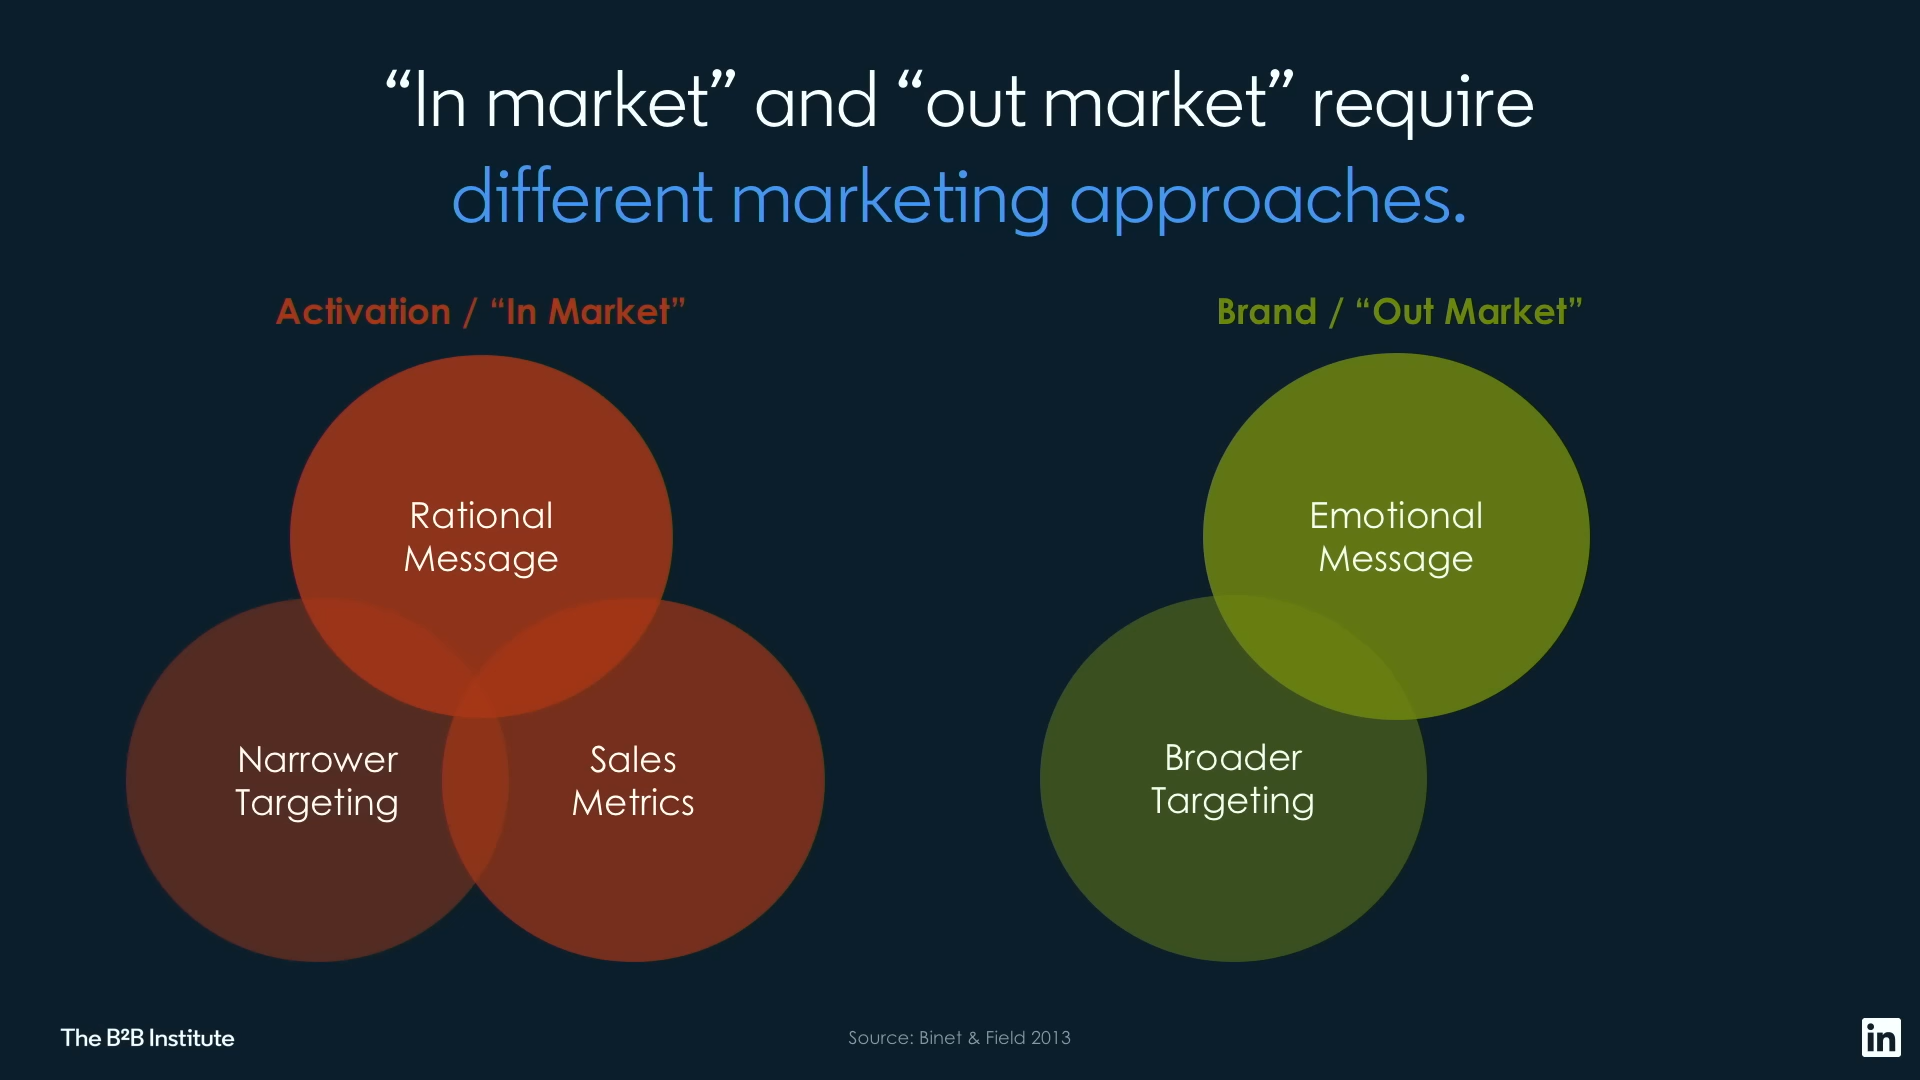 “In market” and “out market” require
different marketing approaches.
Activation / “In Market”
Rational
Message
Narrower
Targeting
Sales
Metrics
Brand / “Out Market”
Emotional
Message
Broader
Targeting
The B²B Institute
Source: Binet & Field 2013
in